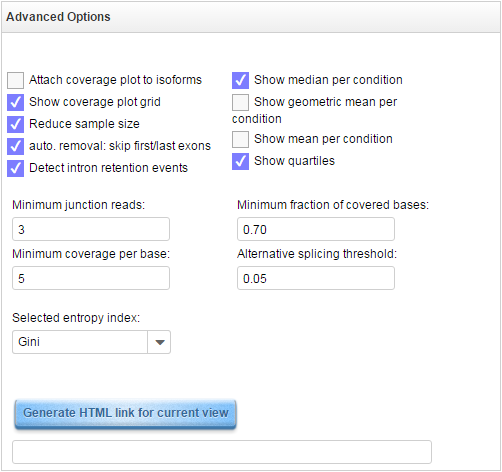 Advanced Options
Attach coverage plot to isoforms
Show coverage plot grid
Reduce sample size
auto. removal: skip first/last exons
Detect intron retention events
Show median per condition
Show geometric mean per
condition
Show mean per condition
Show quartiles
Minimum junction reads:
3
Minimum fraction of covered bases:
0.70
Minimum coverage per base:
5
Alternative splicing threshold:
0.05
Selected entropy index:
Gini
Generate HTML link for current view